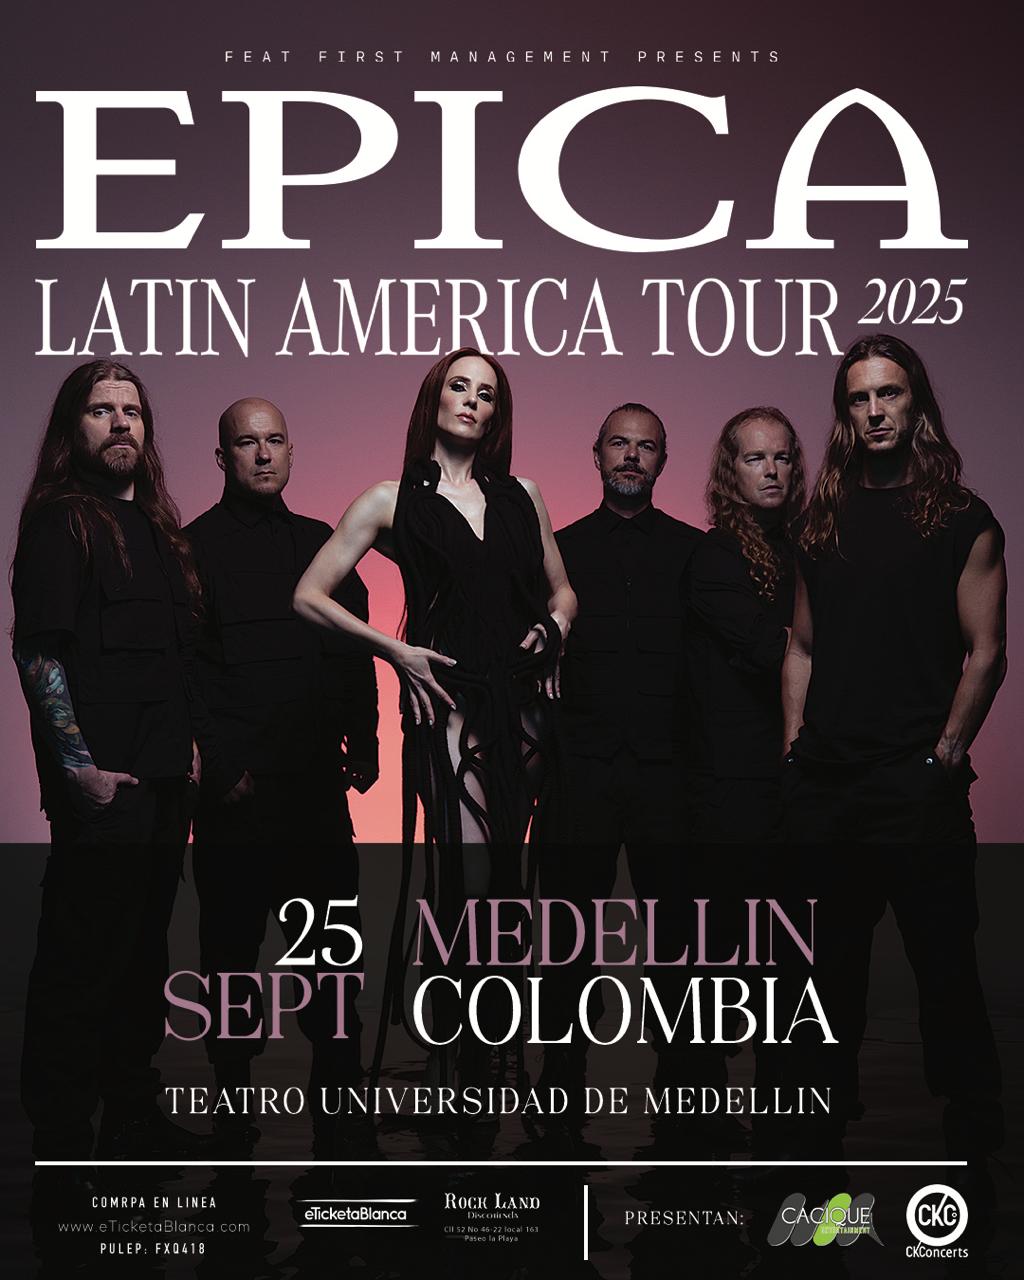 FEAT FIRST MANAGEMENT PRESENTS
EPICA
LATIN AMERICA TOUR 2025
25 SEPT
MEDELLIN
COLOMBIA
TEATRO UNIVERSIDAD DE MEDELLIN
COMRPA EN LINEA
www.eTicketaBlanca.com
PULEP: FXQ418
eTicketaBlanca
ROCK LAND
Discotirnds
Cll 52 No 46-22 local 163
Paseo la Playa
PRESENTAN:
CACIQUE
ENTERTAINMENT
CKC
CKConcerts